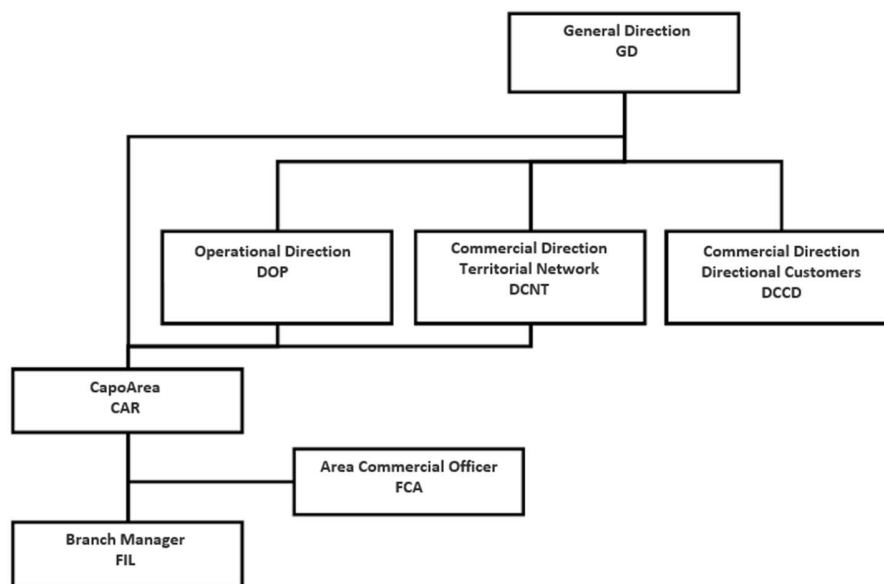 General Direction
GD
Operational Direction
DOP
Commercial Direction
Territorial Network
DCNT
Commercial Direction
Directional Customers
DCCD
CapoArea
CAR
Area Commercial Officer
FCA
Branch Manager
FIL